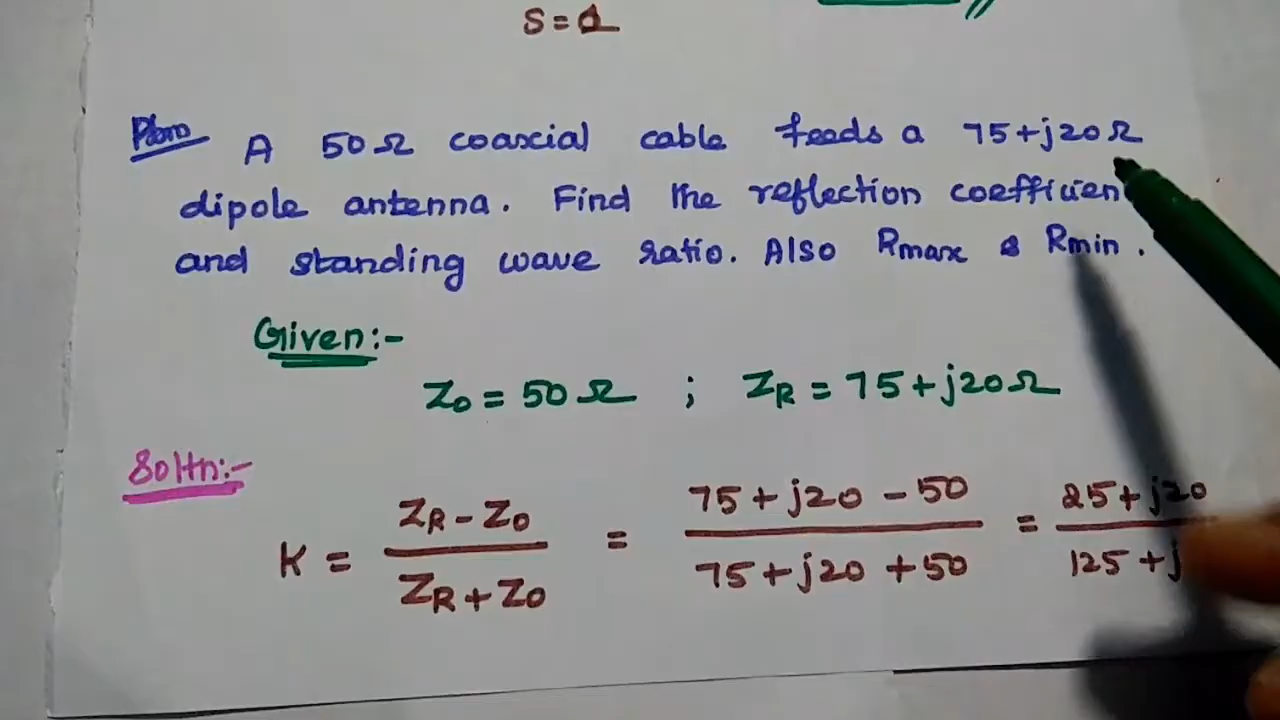 S = 1
Pbm A 50Ω coaxial cable feeds a 75+j20Ω
dipole antenna. Find the reflection coefficien
and standing wave ratio. Also Rmax & Rmin.
Given:-
Z0 = 50Ω ; ZR = 75+j20Ω
Soltn:-
K = (ZR - Z0) / (ZR + Z0) = (75+j20-50) / (75+j20+50) = (25+j20) / (125+j